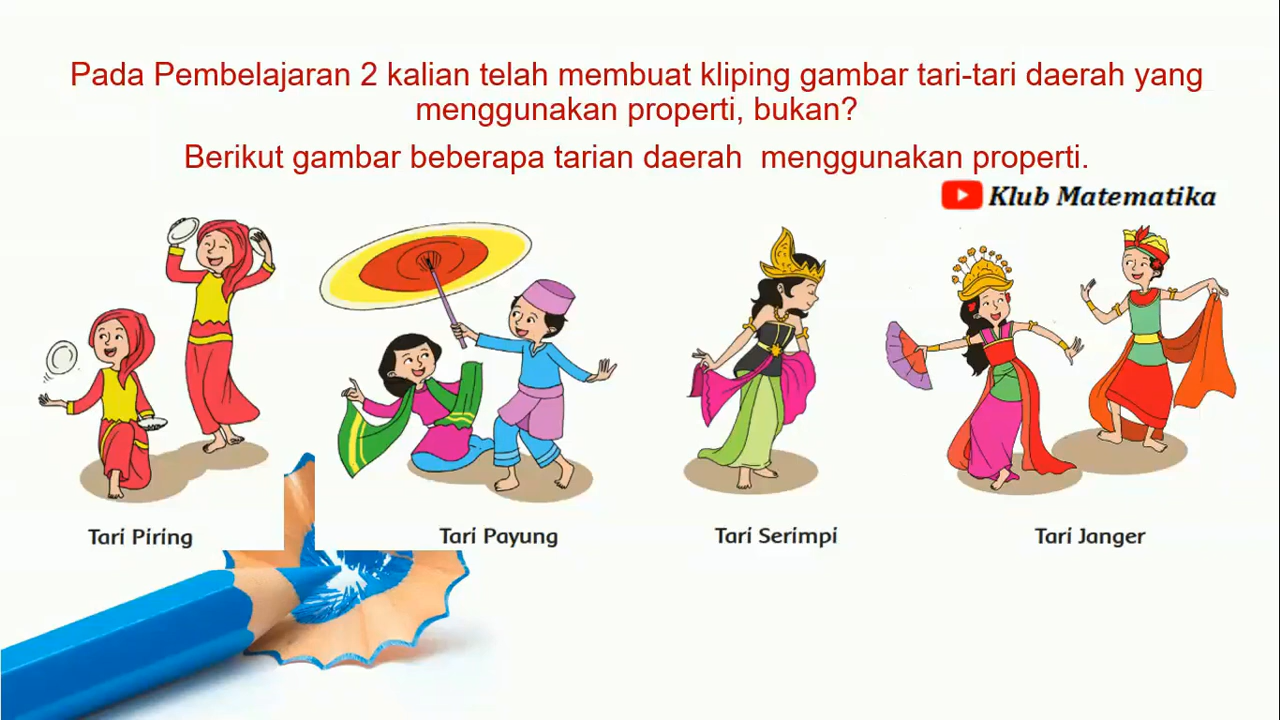 Pada Pembelajaran 2 kalian telah membuat kliping gambar tari-tari daerah yang
menggunakan properti, bukan?
Berikut gambar beberapa tarian daerah menggunakan properti.
Klub Matematika
Tari Piring
Tari Payung
Tari Serimpi
Tari Janger